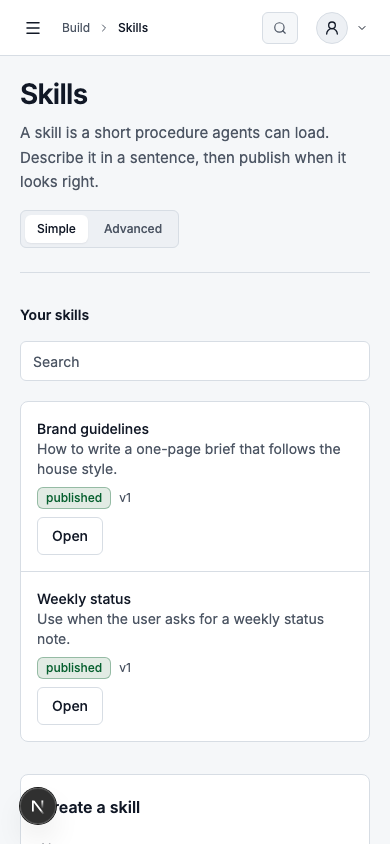 Build > Skills
Skills
A skill is a short procedure agents can load.
Describe it in a sentence, then publish when it
looks right.
Simple Advanced
Your skills
Search
Brand guidelines
How to write a one-page brief that follows the
house style.
published v1
Open
Weekly status
Use when the user asks for a weekly status
note.
published v1
Open
N
reate a skill